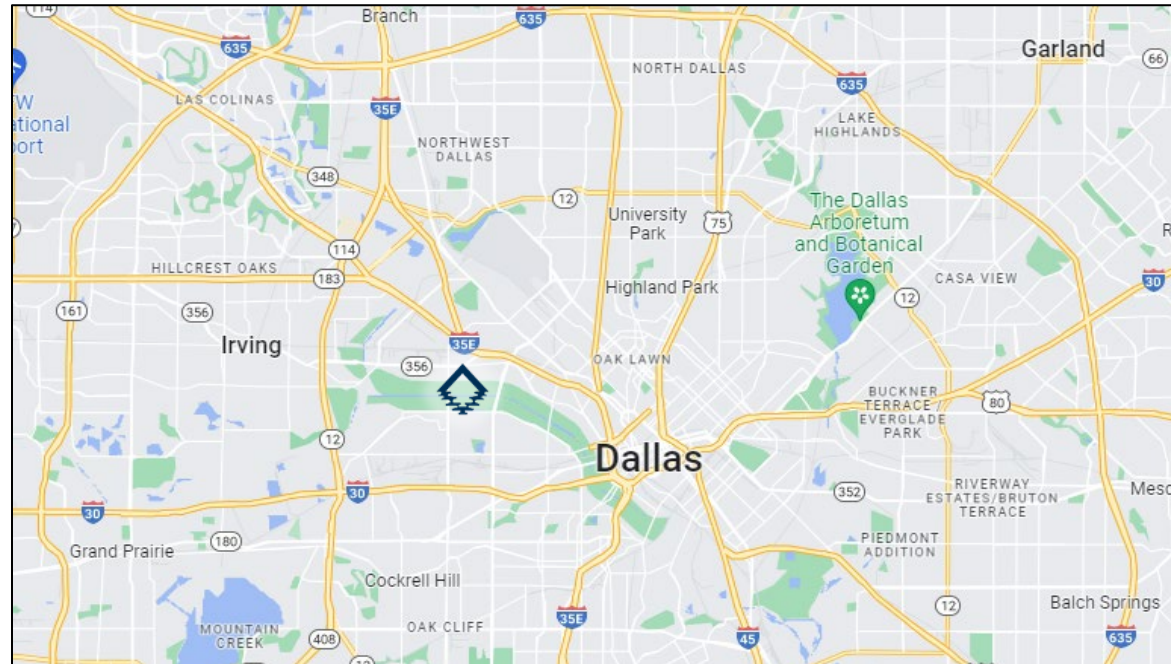 114
Branch
635
Garland
635
NORTH DALLAS
66
635
LAS COLINAS
35E
LAKE
HIGHLANDS
NORTHWEST
DALLAS
348
12
The Dallas
Arboretum
and Botanical
Garden
University
Park
75
114
HILLCREST OAKS
183
Highland Park
CASA VIEW
30
12
161
356
Irving
35E
356
OAK LAWN
BUCKNER
TERRACE /
EVERGLADE
PARK
80
12
Dallas
30
30
352
RIVERWAY
ESTATES/BRUTON
TERRACE
180
Grand Prairie
PIEDMONT
ADDITION
Cockrell Hill
12
Balch Springs
35E
MOUNTAIN
CREEK
408
OAK CLIFF
45
635